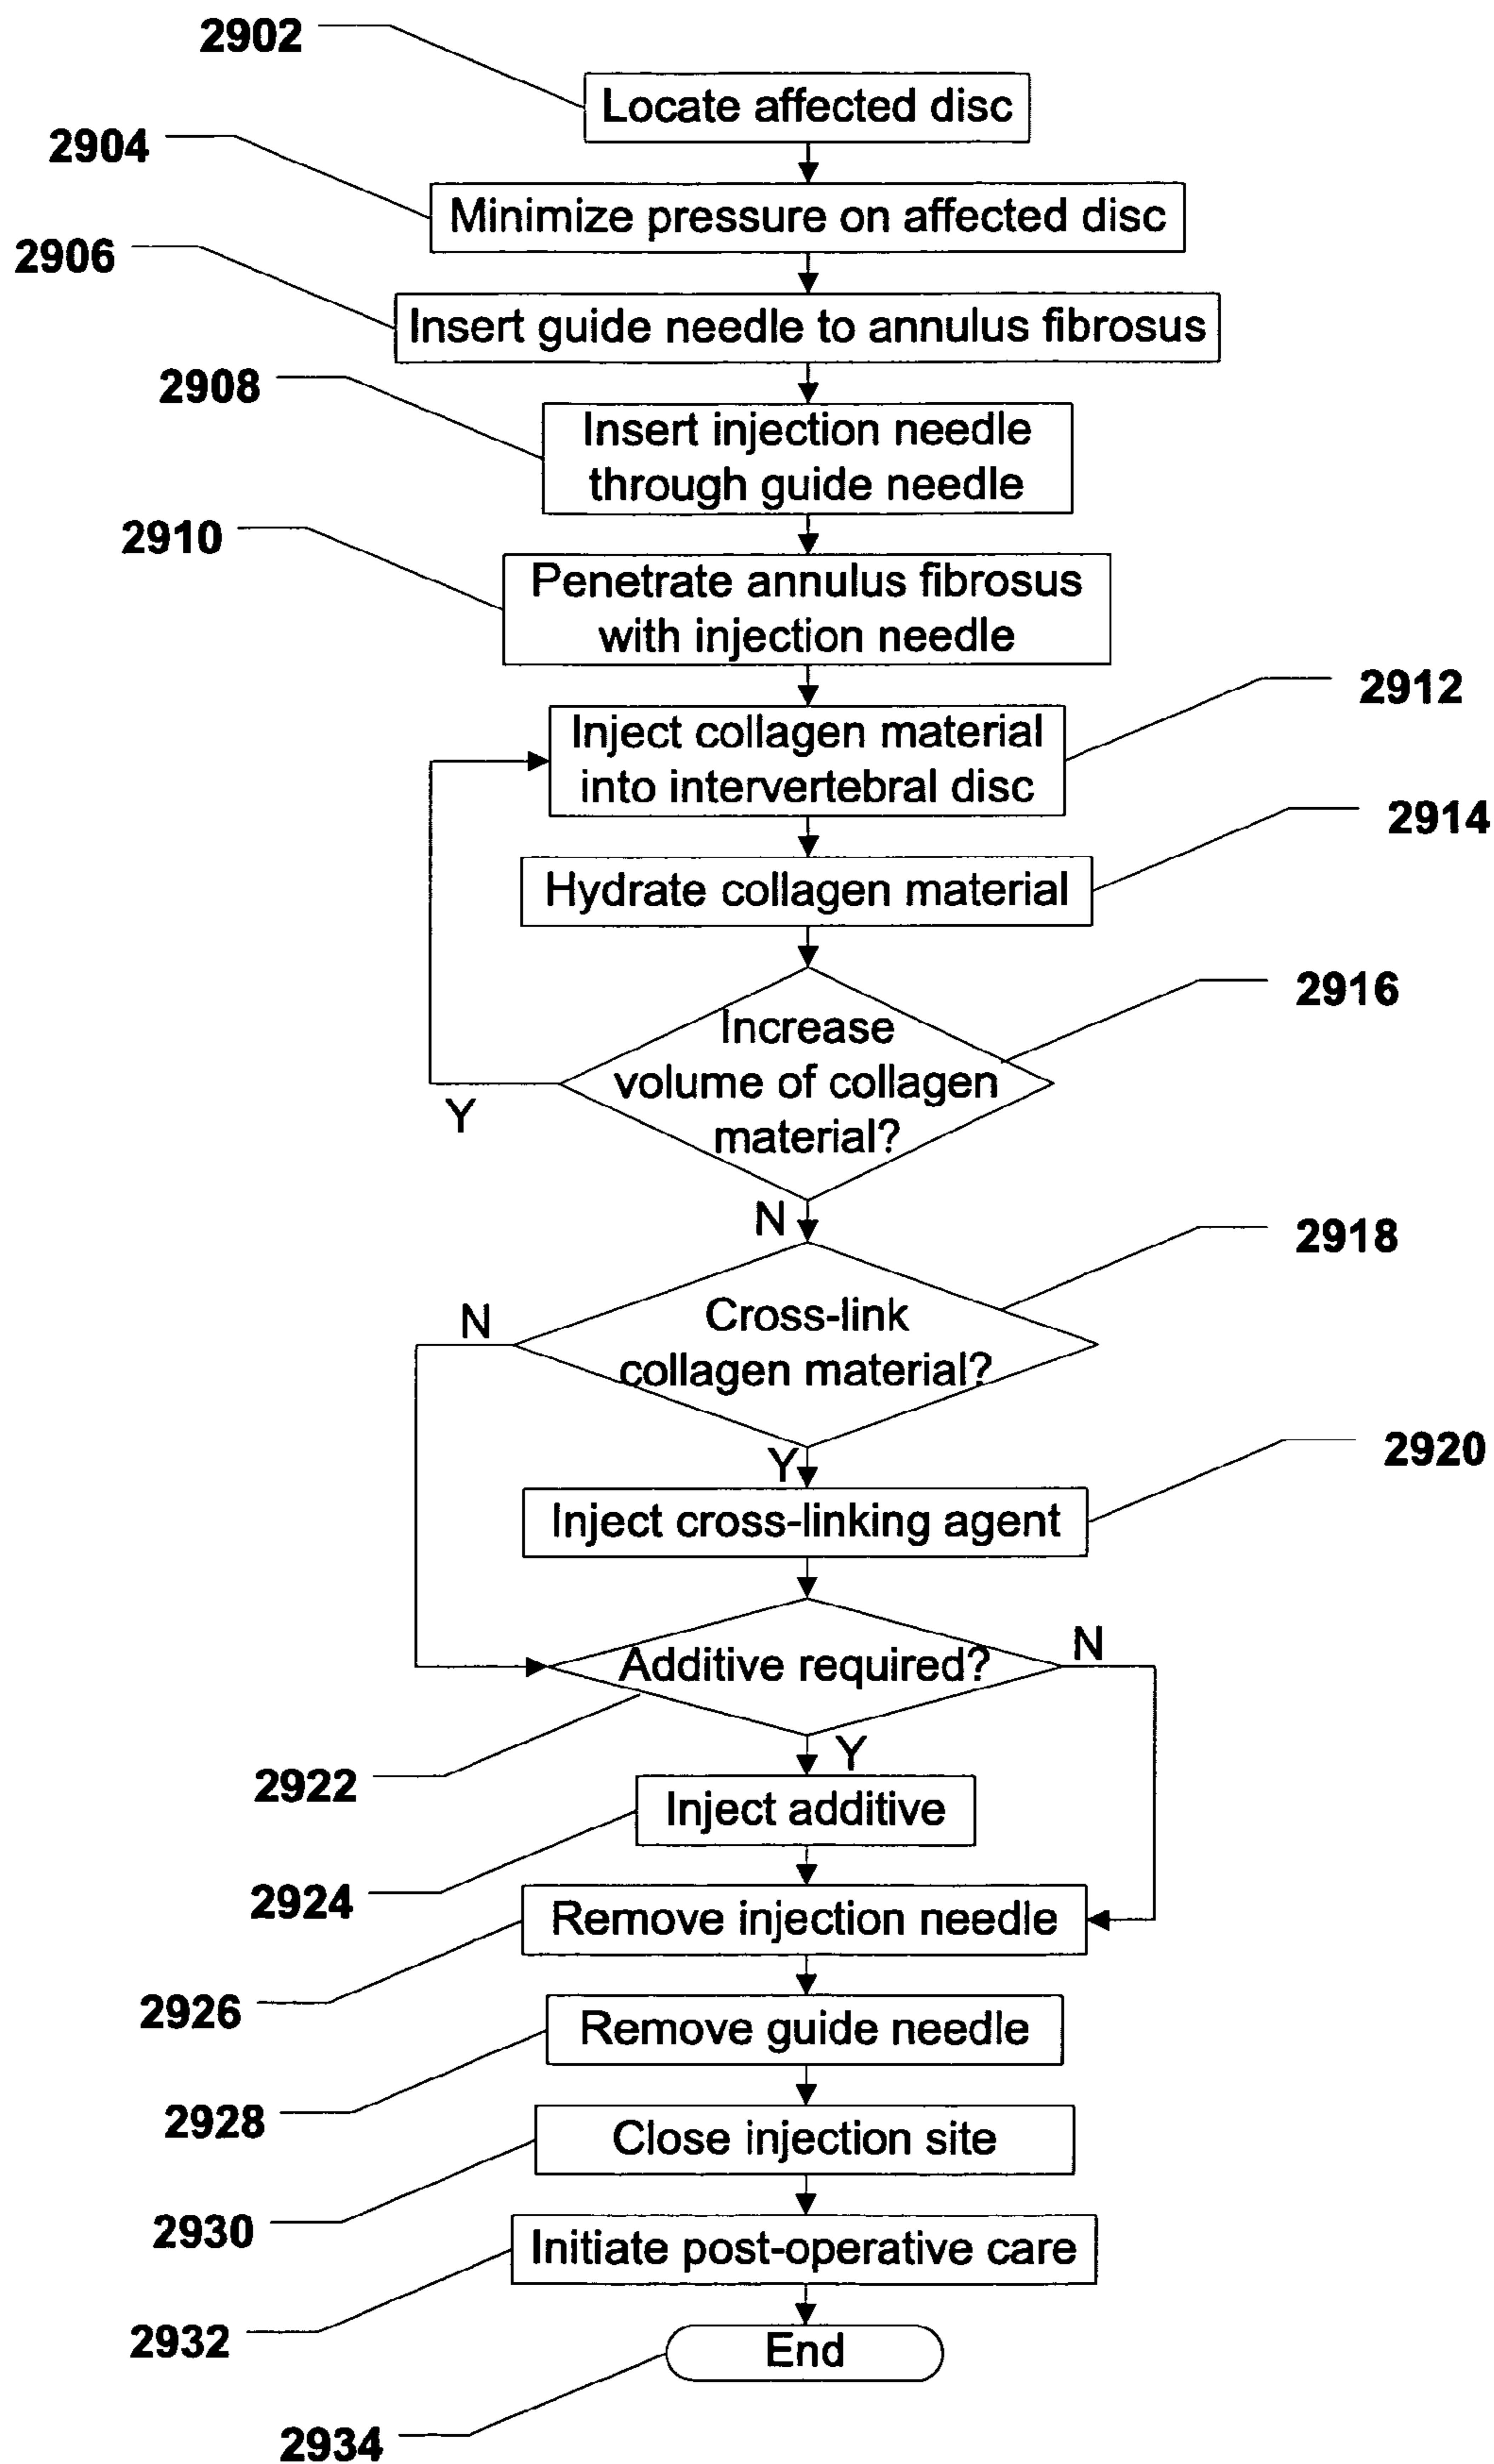 2902
Locate affected disc
2904
Minimize pressure on affected disc
2906
Insert guide needle to annulus fibrosus
2908
Insert injection needle
through guide needle
2910
Penetrate annulus fibrosus
with injection needle
2912
Inject collagen material
into intervertebral disc
2914
Hydrate collagen material
2916
Increase
volume of collagen
material?
Y
N
2918
Cross-link
collagen material?
N
Y
2920
Inject cross-linking agent
Additive required?
N
2922
Y
Inject additive
2924
Remove injection needle
2926
Remove guide needle
2928
Close injection site
2930
Initiate post-operative care
2932
End
2934